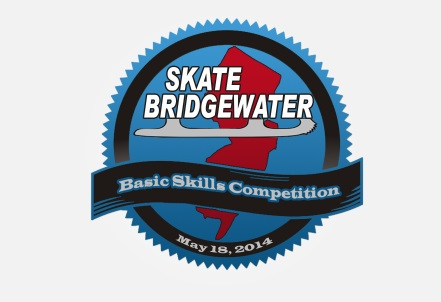 SKATE
BRIDGEWATER
Basic Skills Competition
May 18, 2014